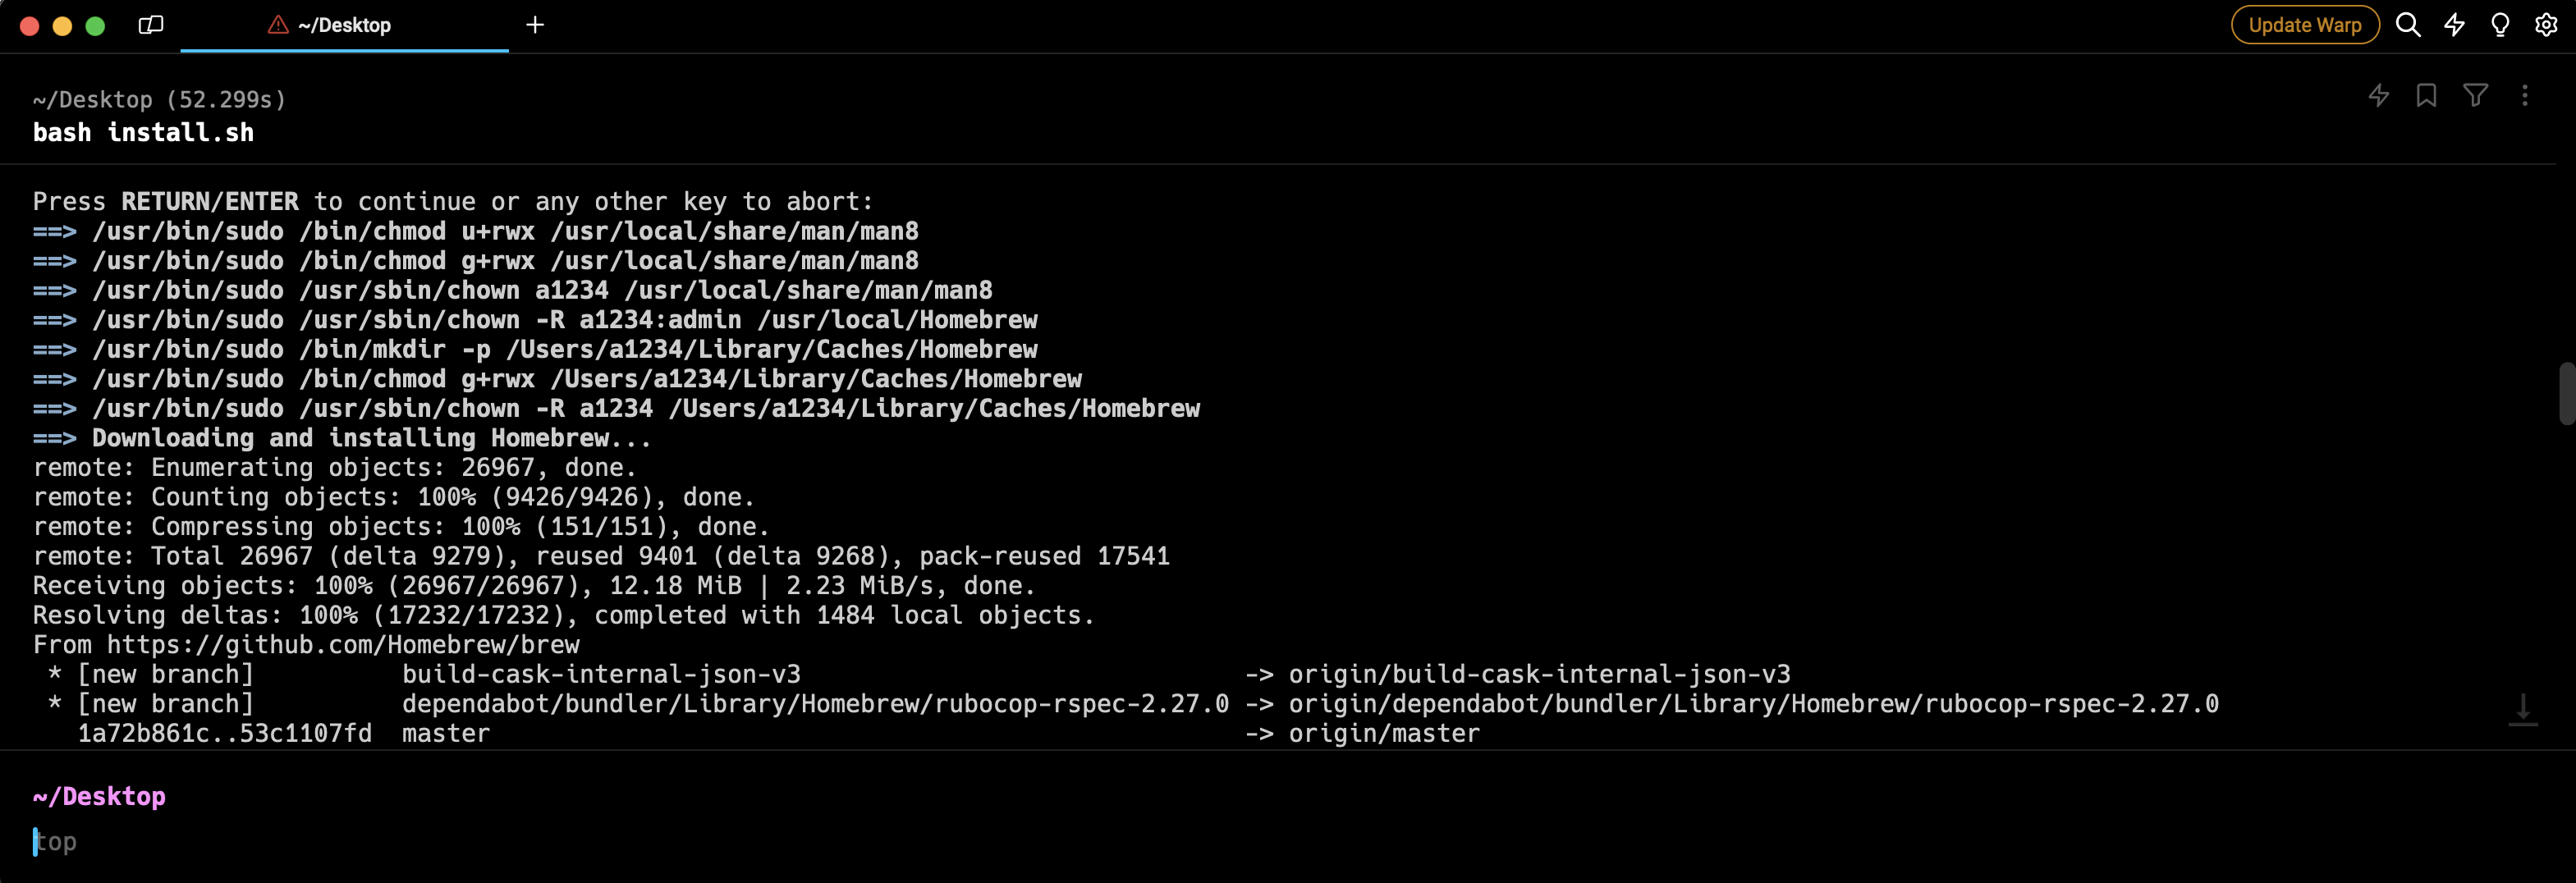 ~/Desktop
Update Warp
~/Desktop (52.299s)
bash install.sh
Press RETURN/ENTER to continue or any other key to abort:
==> /usr/bin/sudo /bin/chmod u+rwx /usr/local/share/man/man8
==> /usr/bin/sudo /bin/chmod g+rwx /usr/local/share/man/man8
==> /usr/bin/sudo /usr/sbin/chown a1234 /usr/local/share/man/man8
==> /usr/bin/sudo /usr/sbin/chown -R a1234:admin /usr/local/Homebrew
==> /usr/bin/sudo /bin/mkdir -p /Users/a1234/Library/Caches/Homebrew
==> /usr/bin/sudo /bin/chmod g+rwx /Users/a1234/Library/Caches/Homebrew
==> /usr/bin/sudo /usr/sbin/chown -R a1234 /Users/a1234/Library/Caches/Homebrew
==> Downloading and installing Homebrew...
remote: Enumerating objects: 26967, done.
remote: Counting objects: 100% (9426/9426), done.
remote: Compressing objects: 100% (151/151), done.
remote: Total 26967 (delta 9279), reused 9401 (delta 9268), pack-reused 17541
Receiving objects: 100% (26967/26967), 12.18 MiB | 2.23 MiB/s, done.
Resolving deltas: 100% (17232/17232), completed with 1484 local objects.
From https://github.com/Homebrew/brew
 * [new branch]          build-cask-internal-json-v3                              -> origin/build-cask-internal-json-v3
 * [new branch]          dependabot/bundler/Library/Homebrew/rubocop-rspec-2.27.0 -> origin/dependabot/bundler/Library/Homebrew/rubocop-rspec-2.27.0
   1a72b861c..53c1107fd  master                                                   -> origin/master
~/Desktop
top